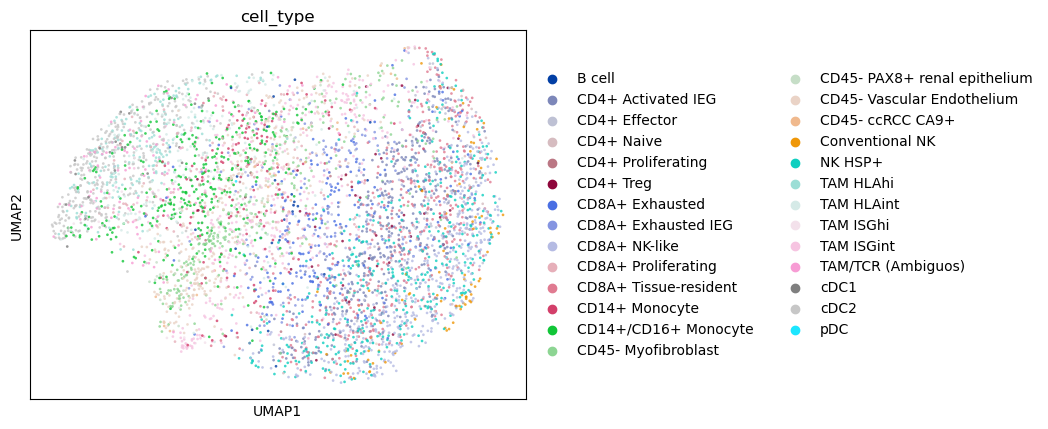 cell_type
UMAP2
UMAP1
B cell
CD4+ Activated IEG
CD4+ Effector
CD4+ Naive
CD4+ Proliferating
CD4+ Treg
CD8A+ Exhausted
CD8A+ Exhausted IEG
CD8A+ NK-like
CD8A+ Proliferating
CD8A+ Tissue-resident
CD14+ Monocyte
CD14+/CD16+ Monocyte
CD45- Myofibroblast
CD45- PAX8+ renal epithelium
CD45- Vascular Endothelium
CD45- ccRCC CA9+
Conventional NK
NK HSP+
TAM HLAhi
TAM HLAint
TAM ISGhi
TAM ISGint
TAM/TCR (Ambiguos)
cDC1
cDC2
pDC